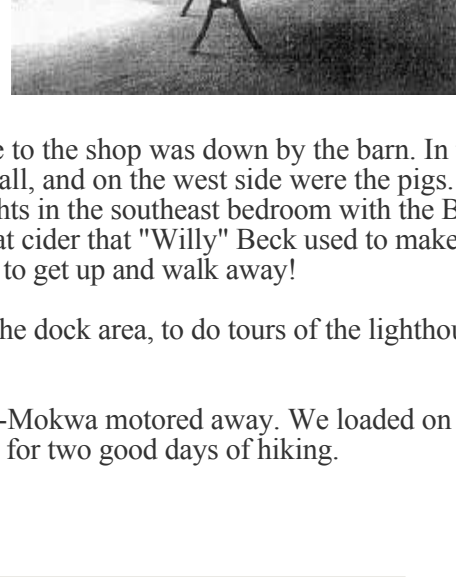 e to the shop was down by the barn. In
all, and on the west side were the pigs.
hts in the southeast bedroom with the B
at cider that "Willy" Beck used to make
to get up and walk away!
he dock area, to do tours of the lighthou
-Mokwa motored away. We loaded on
for two good days of hiking.